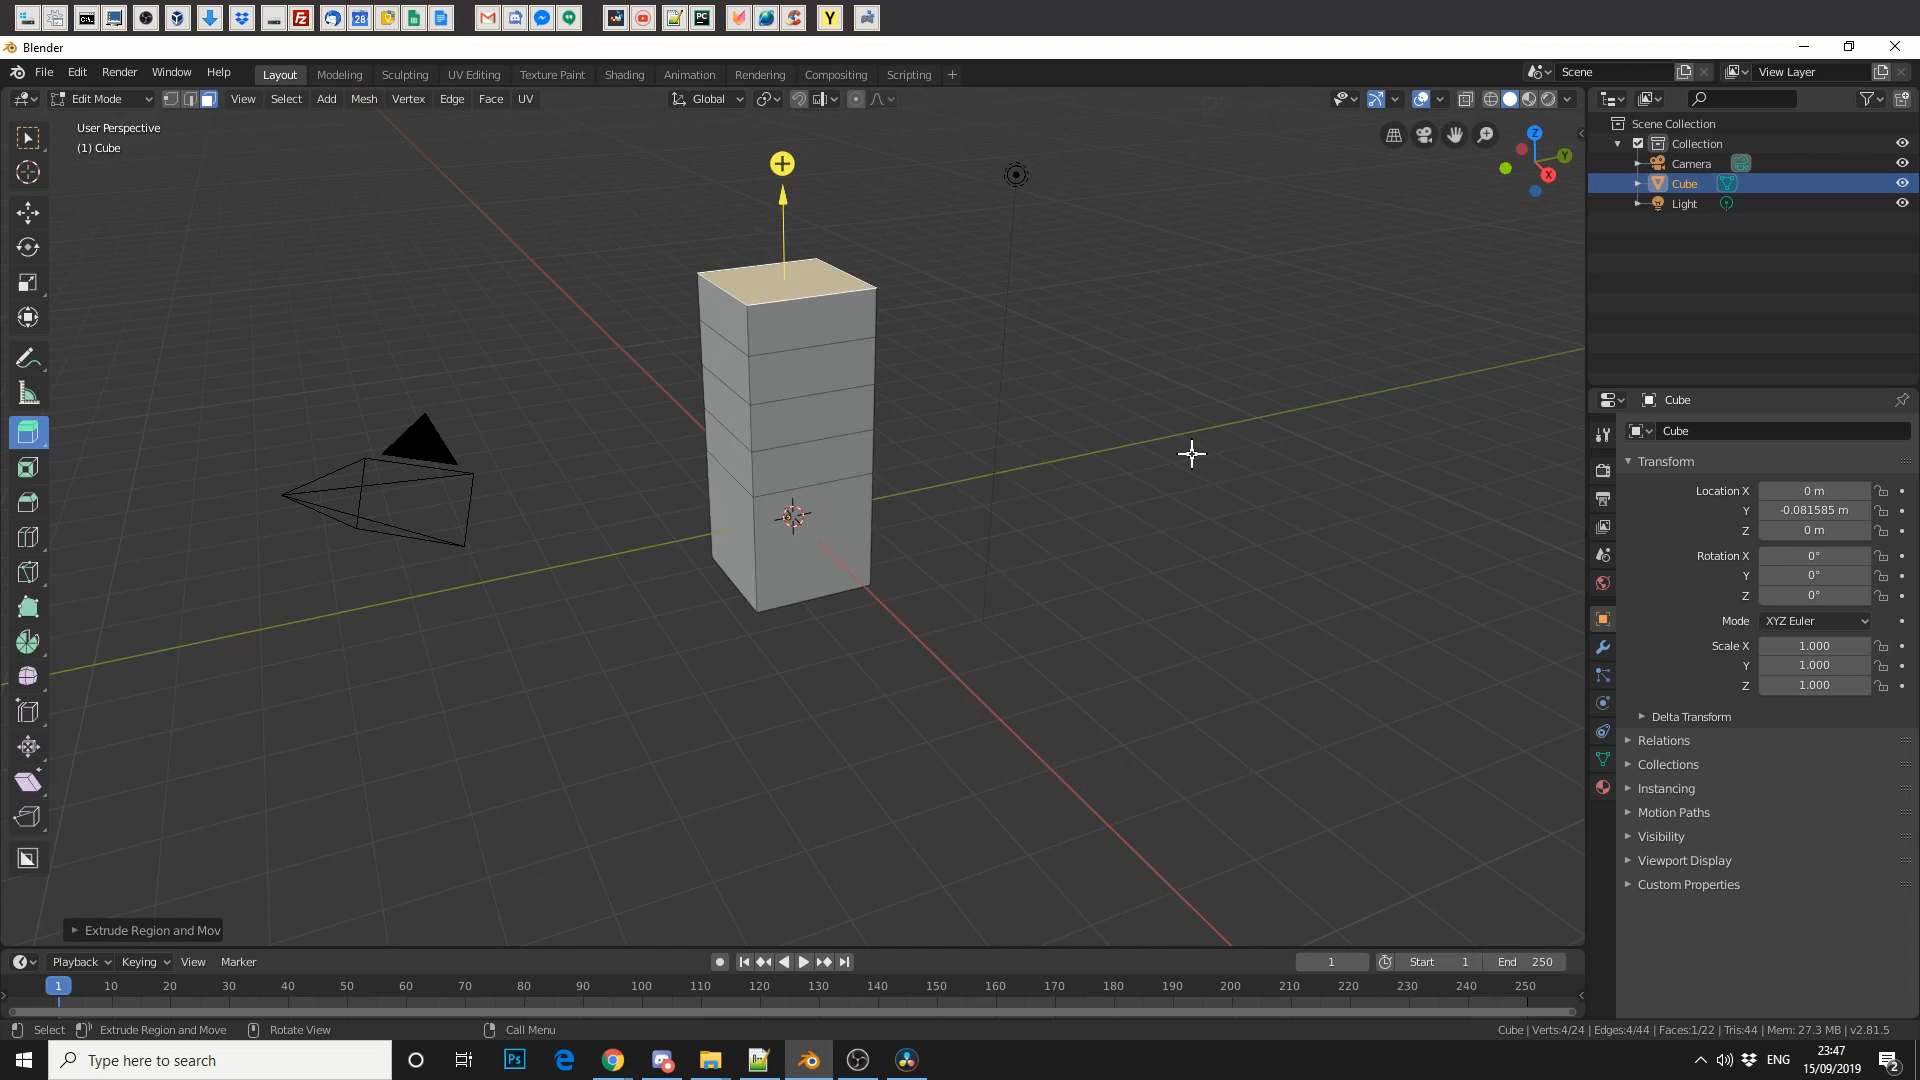 Blender
File Edit Render Window Help
Layout Modeling Sculpting UV Editing Texture Paint Shading Animation Rendering Compositing Scripting +
Scene
View Layer
Edit Mode View Select Add Mesh Vertex Edge Face UV
Global
User Perspective
(1) Cube
Z
Y
X
Scene Collection
Collection
Camera
Cube
Light
Cube
Cube
Transform
Location X 0 m
Y -0.081585 m
Z 0 m
Rotation X 0°
Y 0°
Z 0°
Mode XYZ Euler
Scale X 1.000
Y 1.000
Z 1.000
Delta Transform
Relations
Collections
Instancing
Motion Paths
Visibility
Viewport Display
Custom Properties
Extrude Region and Mov
Playback Keying View Marker
1 Start 1 End 250
1 10 20 30 40 50 60 70 80 90 100 110 120 130 140 150 160 170 180 190 200 210 220 230 240 250
Select Extrude Region and Move Rotate View Call Menu
Cube | Verts:4/24 | Edges:4/44 | Faces:1/22 | Tris:44 | Mem: 27.3 MB | v2.81.5
Type here to search
Ps
ENG
23:47
15/09/2019
2